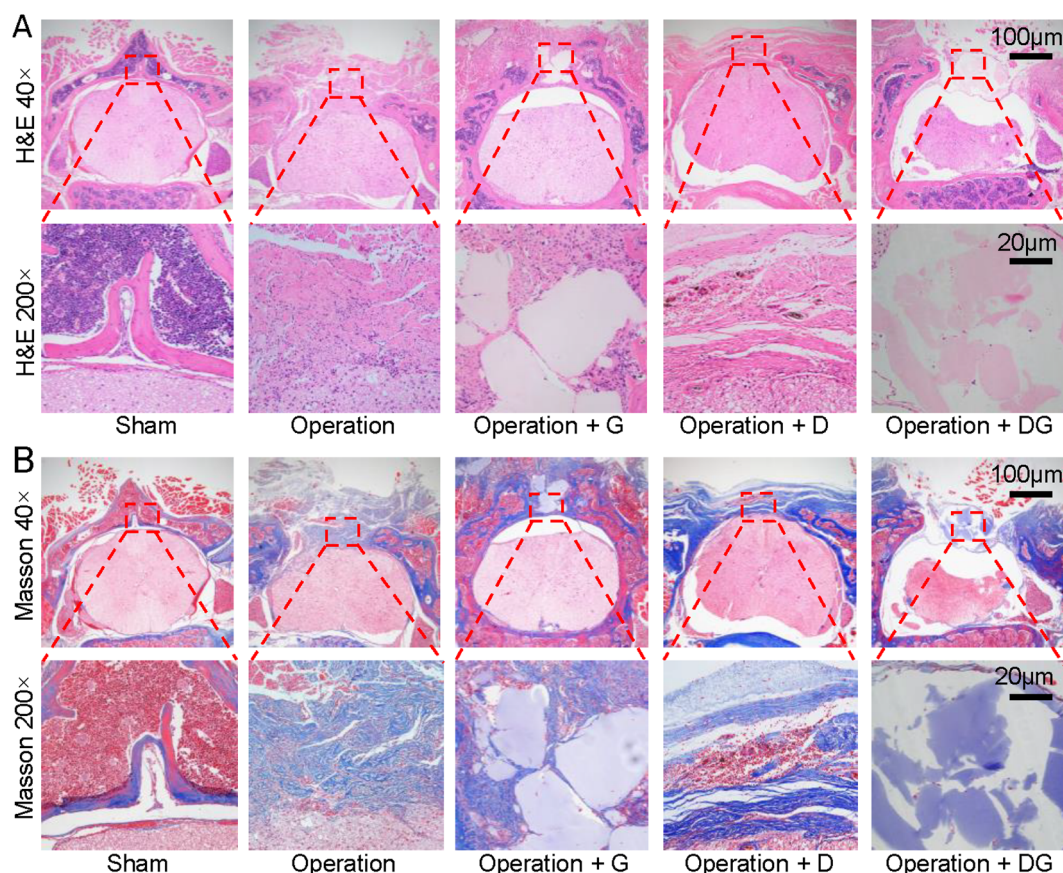 A
H&E 40×
100μm
H&E 200×
20μm
Sham
Operation
Operation + G
Operation + D
Operation + DG
B
Masson 40×
100μm
Masson 200×
20μm
Sham
Operation
Operation + G
Operation + D
Operation + DG